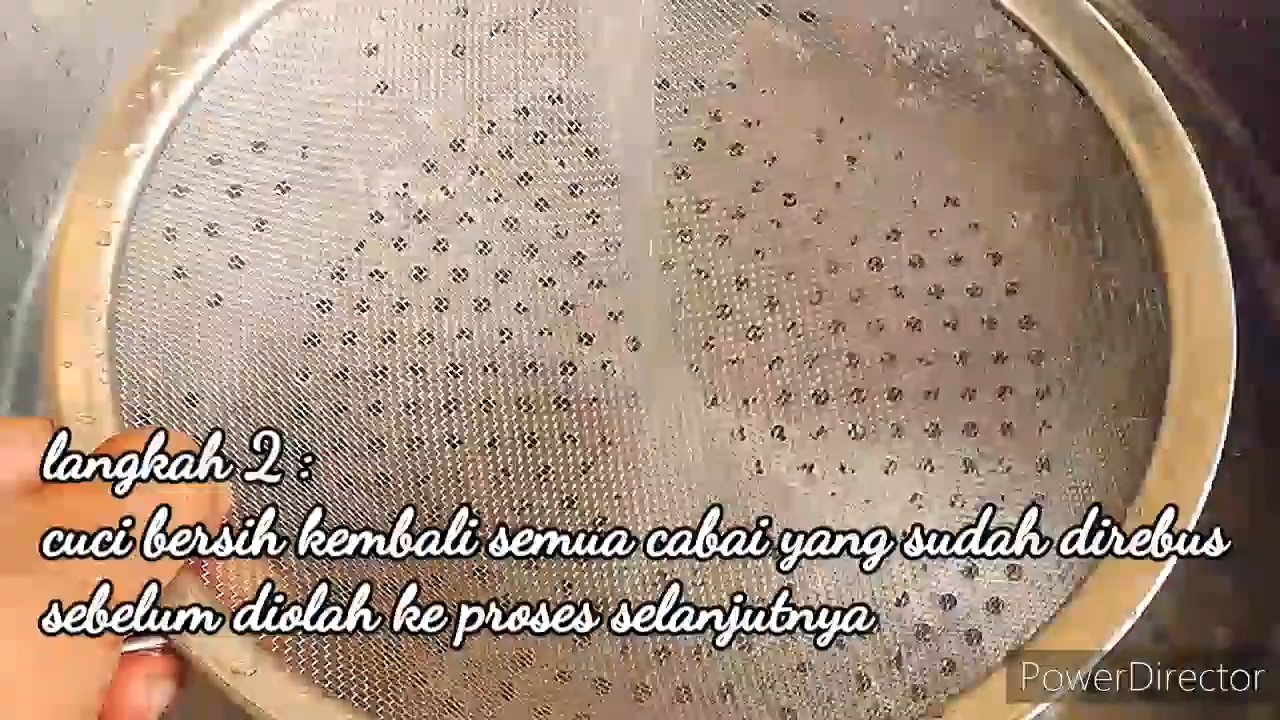 langkah 2 :
cuci bersih kembali semua cabai yang sudah direbus
sebelum diolah ke proses selanjutnya
PowerDirector